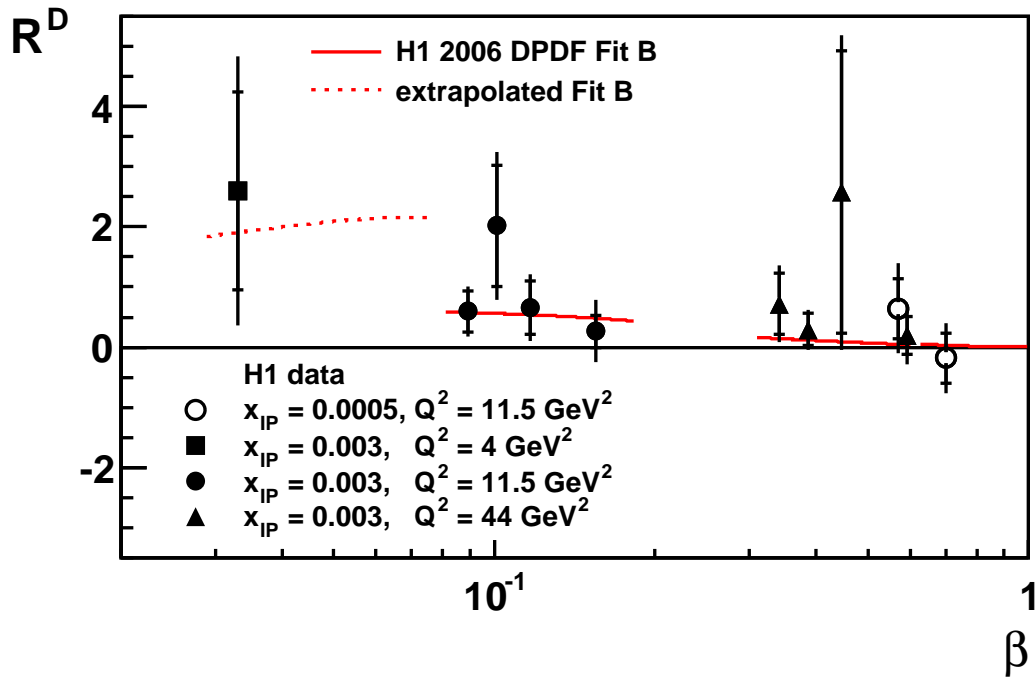 R^D
H1 2006 DPDF Fit B
extrapolated Fit B
4
2
0
-2
H1 data
x_IP = 0.0005, Q^2 = 11.5 GeV^2
x_IP = 0.003, Q^2 = 4 GeV^2
x_IP = 0.003, Q^2 = 11.5 GeV^2
x_IP = 0.003, Q^2 = 44 GeV^2
10^-1
1
β